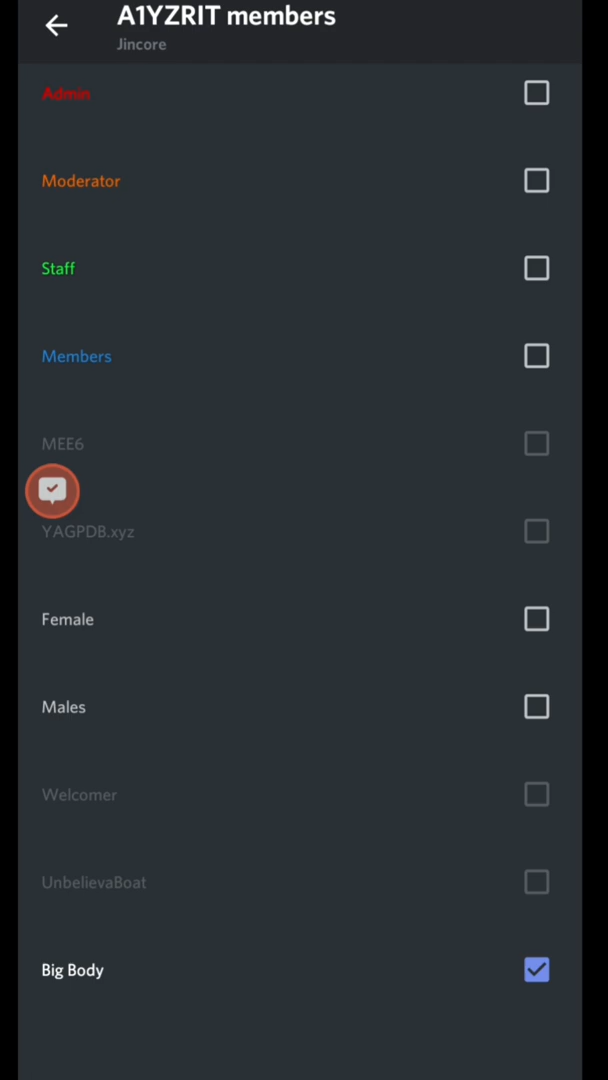 A1YZRIT members
Jincore
Admin
Moderator
Staff
Members
MEE6
YAGPDB.xyz
Female
Males
Welcomer
UnbelievaBoat
Big Body